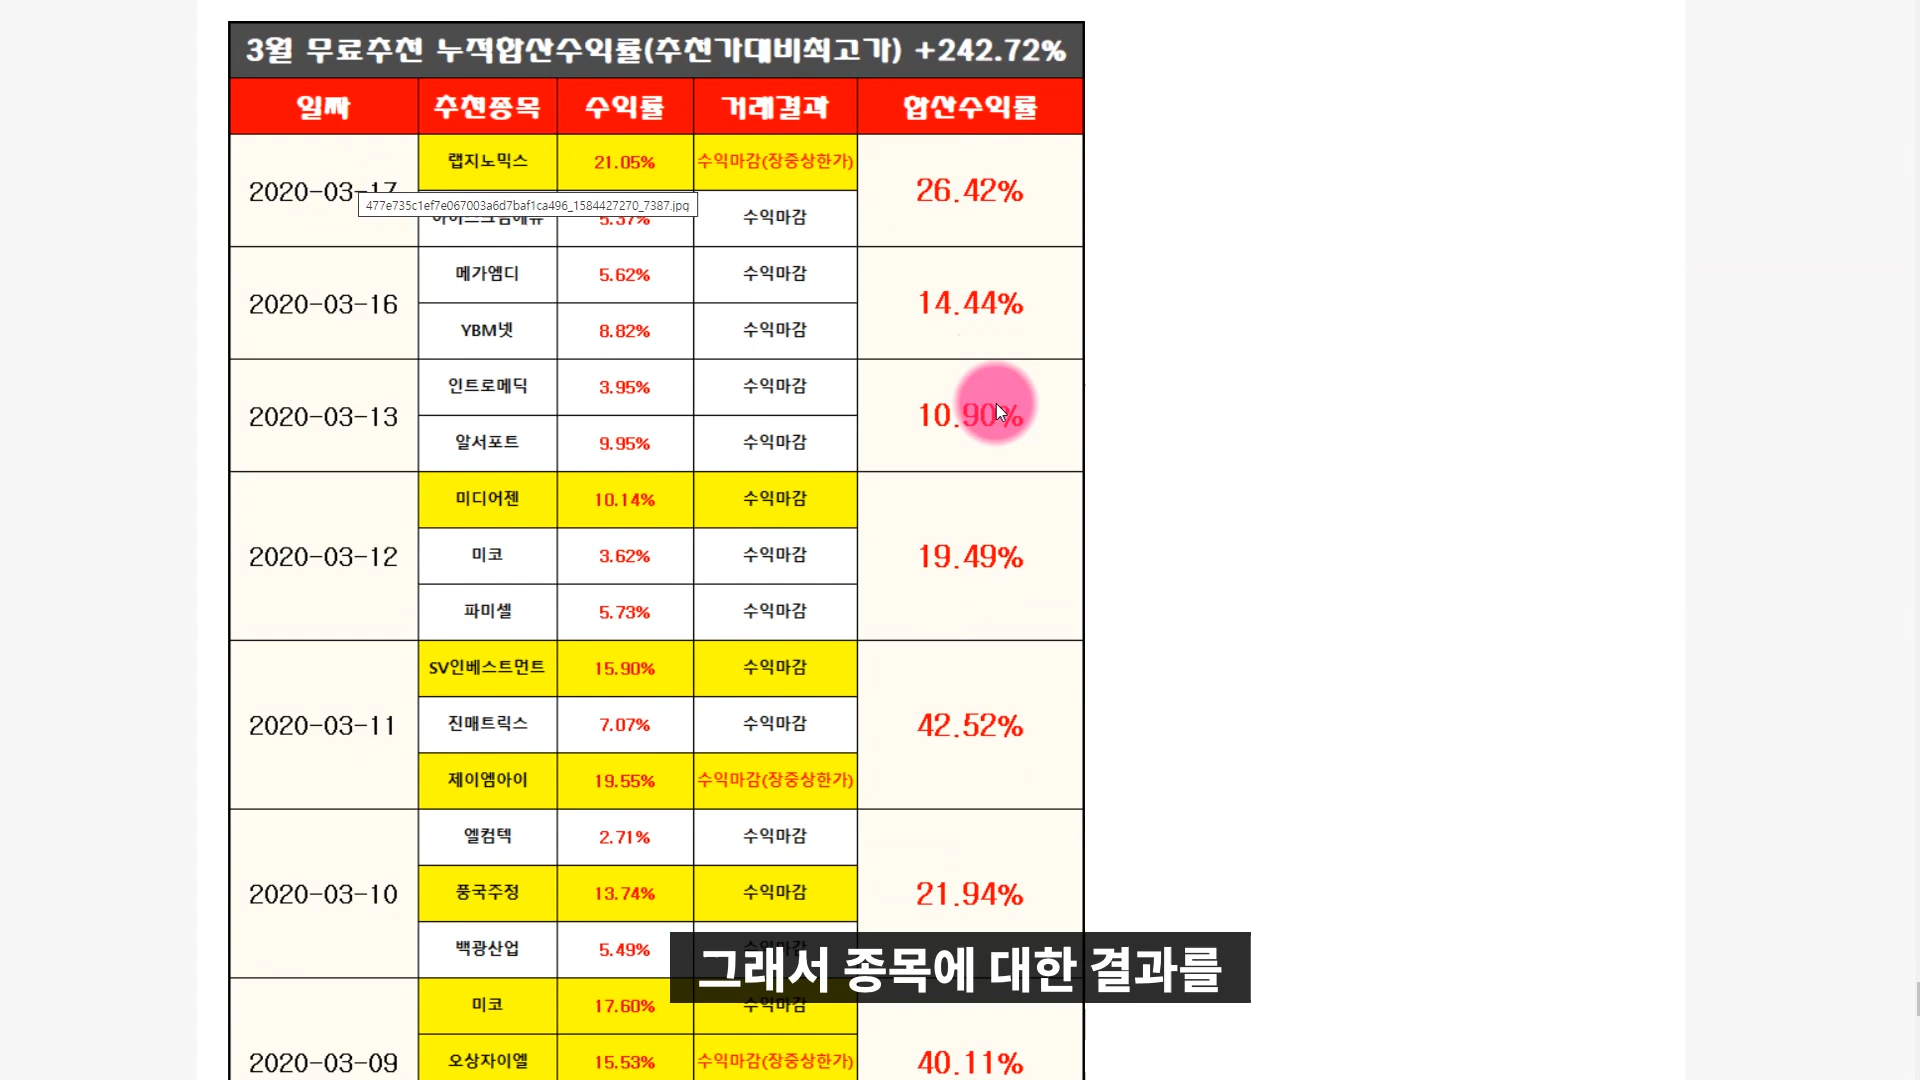 3월 무료추천 누적합산수익률(추천가대비최고가) +242.72%
일짜 추천종목 수익률 거래결과 합산수익률
2020-03-17 랩지노믹스 21.05% 수익마감(장중상한가) 26.42%
477e735c1ef7e067003a6d7baf1ca496_1584427270_7387.jpg
5.37% 수익마감
2020-03-16 메가엠디 5.62% 수익마감 14.44%
YBM넷 8.82% 수익마감
2020-03-13 인트로메딕 3.95% 수익마감 10.90%
알서포트 9.95% 수익마감
2020-03-12 미디어젠 10.14% 수익마감 19.49%
미코 3.62% 수익마감
파미셀 5.73% 수익마감
2020-03-11 SV인베스트먼트 15.90% 수익마감 42.52%
진매트릭스 7.07% 수익마감
제이엠아이 19.55% 수익마감(장중상한가)
2020-03-10 엘컴텍 2.71% 수익마감 21.94%
풍국주정 13.74% 수익마감
백광산업 5.49% 수익마감
그래서 종목에 대한 결과를
2020-03-09 미코 17.60% 수익마감 40.11%
오상자이엘 15.53% 수익마감(장중상한가)